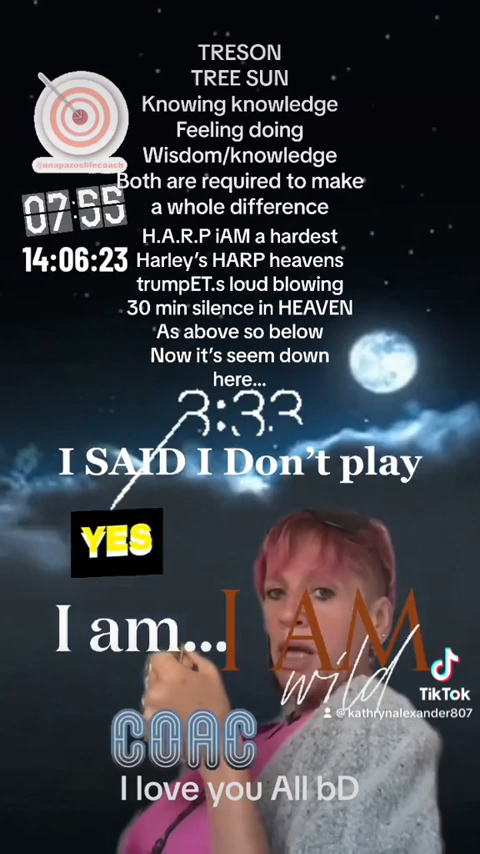 TRESON
TREE SUN
Knowing knowledge
Feeling doing
Wisdom/knowledge
Both are required to make
a whole difference
@anapazoslifecoach
07:55
14:06:23
H.A.R.P iAM a hardest
Harley's HARP heavens
trumpET.s loud blowing
30 min silence in HEAVEN
As above so below
Now it's seem down
here...
3:33
I SAID I Don't play
YES
I am...
I AM
wild
TikTok
@kathrynalexander807
COAC
I love you All bD